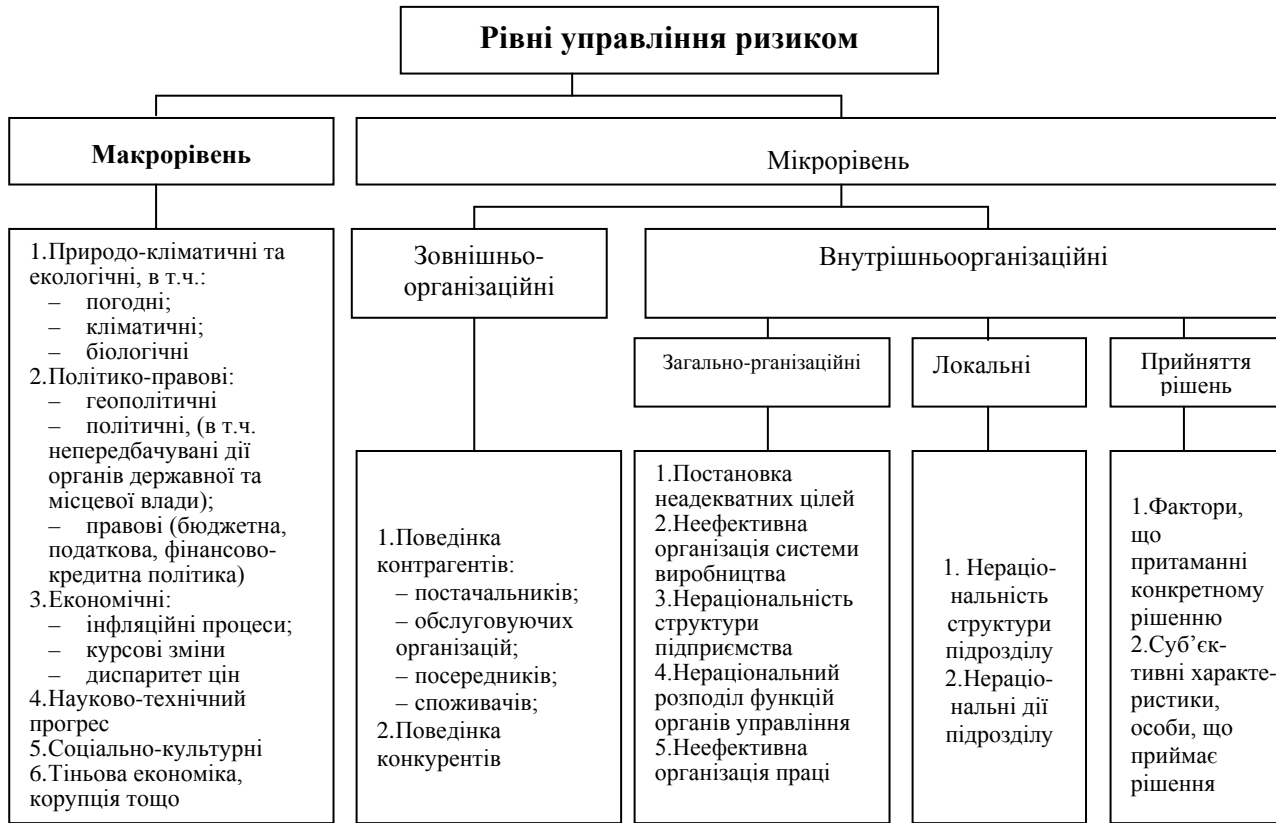 Рівні управління ризиком
Макрорівень
Мікрорівень
1.Природо-кліматичні та
екологічні, в т.ч.:
– погодні;
– кліматичні;
– біологічні
2.Політико-правові:
– геополітичні
– політичні, (в т.ч.
непередбачувані дії
органів державної та
місцевої влади);
– правові (бюджетна,
податкова, фінансово-
кредитна політика)
3.Економічні:
– інфляційні процеси;
– курсові зміни
– диспаритет цін
4.Науково-технічний
прогрес
5.Соціально-культурні
6.Тіньова економіка,
корупція тощо
Зовнішньо-
організаційні
Внутрішньоорганізаційні
1.Поведінка
контрагентів:
– постачальників;
– обслуговуючих
організацій;
– посередників;
– споживачів;
2.Поведінка
конкурентів
Загально-рганізаційні
Локальні
Прийняття
рішень
1.Постановка
неадекватних цілей
2.Неефективна
організація системи
виробництва
3.Нераціональність
структури
підприємства
4.Нераціональний
розподіл функцій
органів управління
5.Неефективна
організація праці
1. Нераціо-
нальність
структури
підрозділу
2.Нераціо-
нальні дії
підрозділу
1.Фактори,
що
притаманні
конкретному
рішенню
2.Суб’єк-
тивні характе-
ристики,
особи, що
приймає
рішення